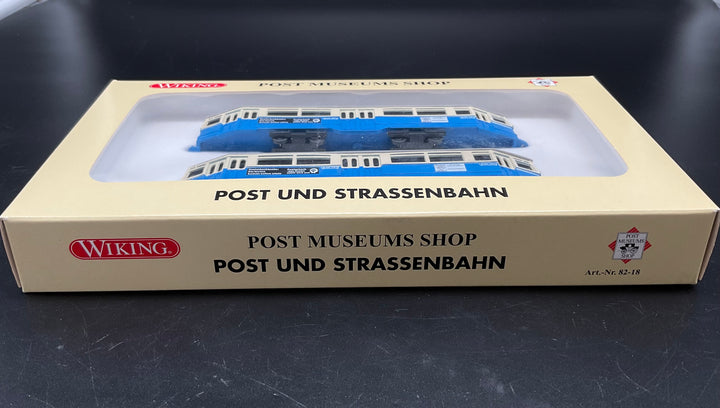 WIKING
POST MUSEUMS SHOP
POST UND STRASSENBAHN
WIKING
POST MUSEUMS SHOP
POST UND STRASSENBAHN
POST
MUSEUMS
SHOP
Art.-Nr. 82-18